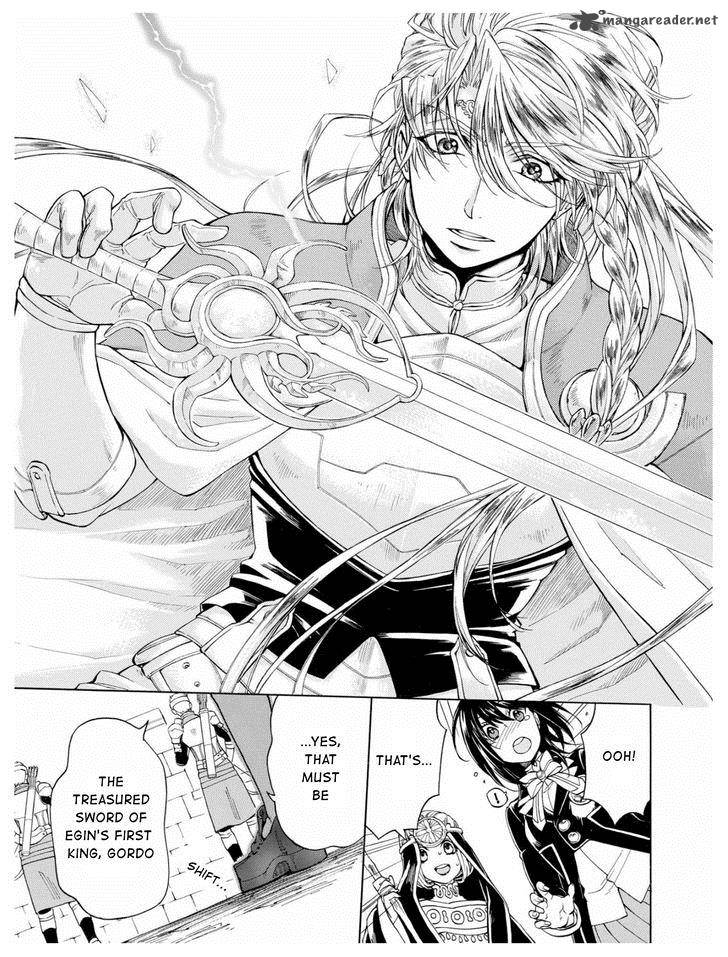 mangareader.net
OOH!
THAT'S...
...YES,
THAT
MUST
BE
THE
TREASURED
SWORD OF
EGIN'S FIRST
KING, GORDO
SHIFT...